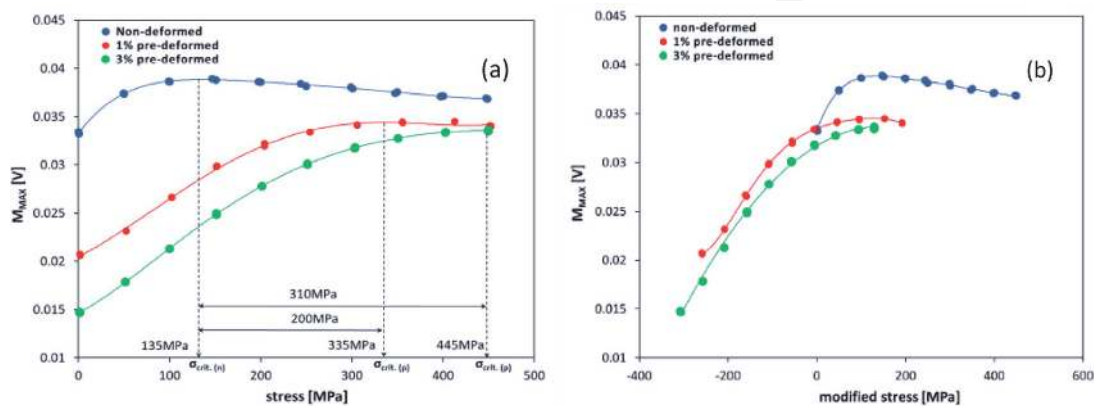 0.045
0.04
0.035
0.03
0.025
0.02
0.015
0.01
M_MAX [V]
Non-deformed
1% pre-deformed
3% pre-deformed
(a)
310MPa
200MPa
135MPa
335MPa
445MPa
σcrit. (n)
σcrit. (p)
σcrit. (p)
0 100 200 300 400 500
stress [MPa]
0.045
0.04
0.035
0.03
0.025
0.02
0.015
0.01
M_MAX [V]
non-deformed
1% pre-deformed
3% pre-deformed
(b)
-400 -200 0 200 400 600
modified stress [MPa]